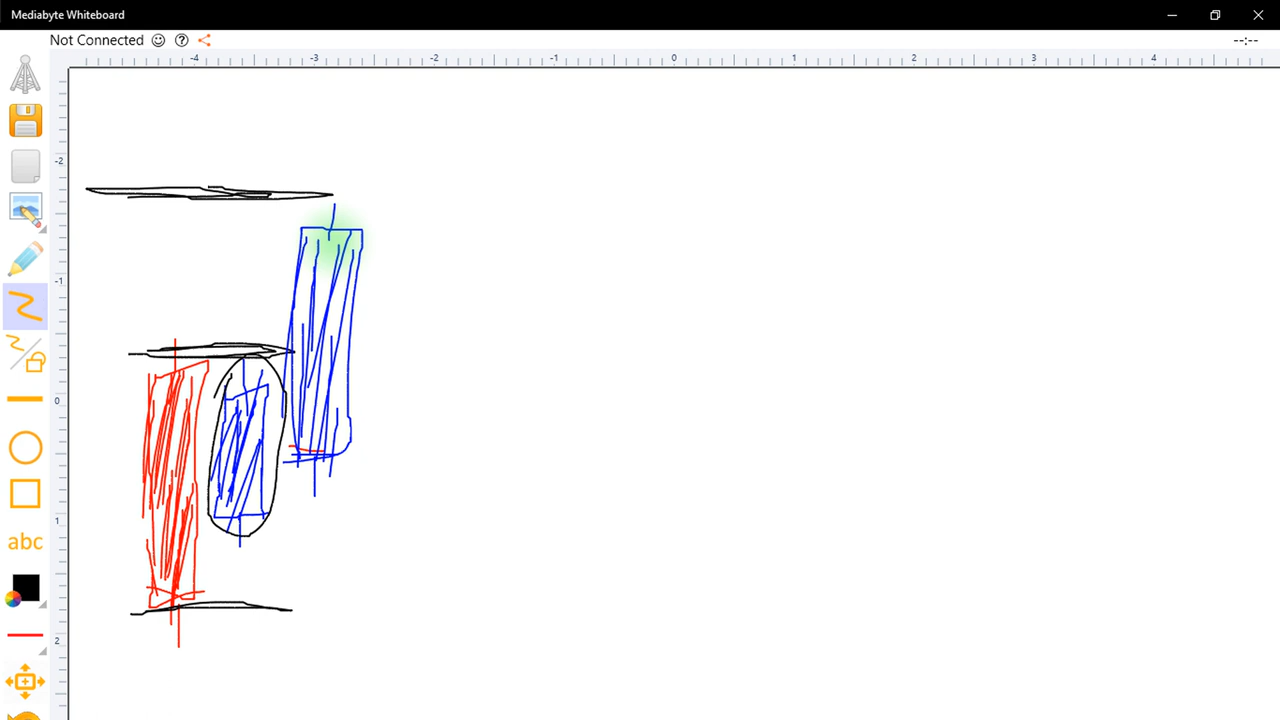 Mediabyte Whiteboard
Not Connected
--:--
-4 -3 -2 -1 0 1 2 3 4
-2
-1
0
1
2
abc